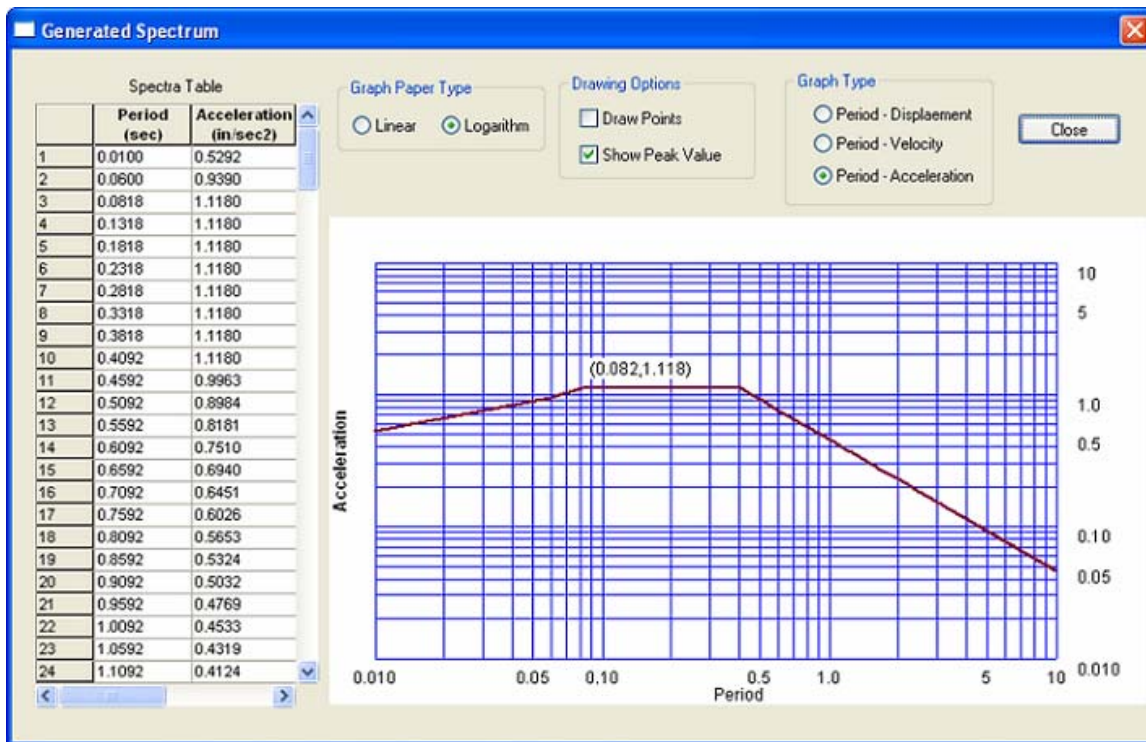 Generated Spectrum
Spectra Table
Period (sec) Acceleration (in/sec2)
1 0.0100 0.5292
2 0.0600 0.9390
3 0.0818 1.1180
4 0.1318 1.1180
5 0.1818 1.1180
6 0.2318 1.1180
7 0.2818 1.1180
8 0.3318 1.1180
9 0.3818 1.1180
10 0.4092 1.1180
11 0.4592 0.9963
12 0.5092 0.8984
13 0.5592 0.8181
14 0.6092 0.7510
15 0.6592 0.6940
16 0.7092 0.6451
17 0.7592 0.6026
18 0.8092 0.5653
19 0.8592 0.5324
20 0.9092 0.5032
21 0.9592 0.4769
22 1.0092 0.4533
23 1.0592 0.4319
24 1.1092 0.4124
Graph Paper Type
Linear Logarithm
Drawing Options
Draw Points
Show Peak Value
Graph Type
Period - Displaement
Period - Velocity
Period - Acceleration
Close
(0.082,1.118)
Acceleration
10
5
1.0
0.5
0.10
0.05
0.010
0.010 0.05 0.10 0.5 1.0 5 10
Period